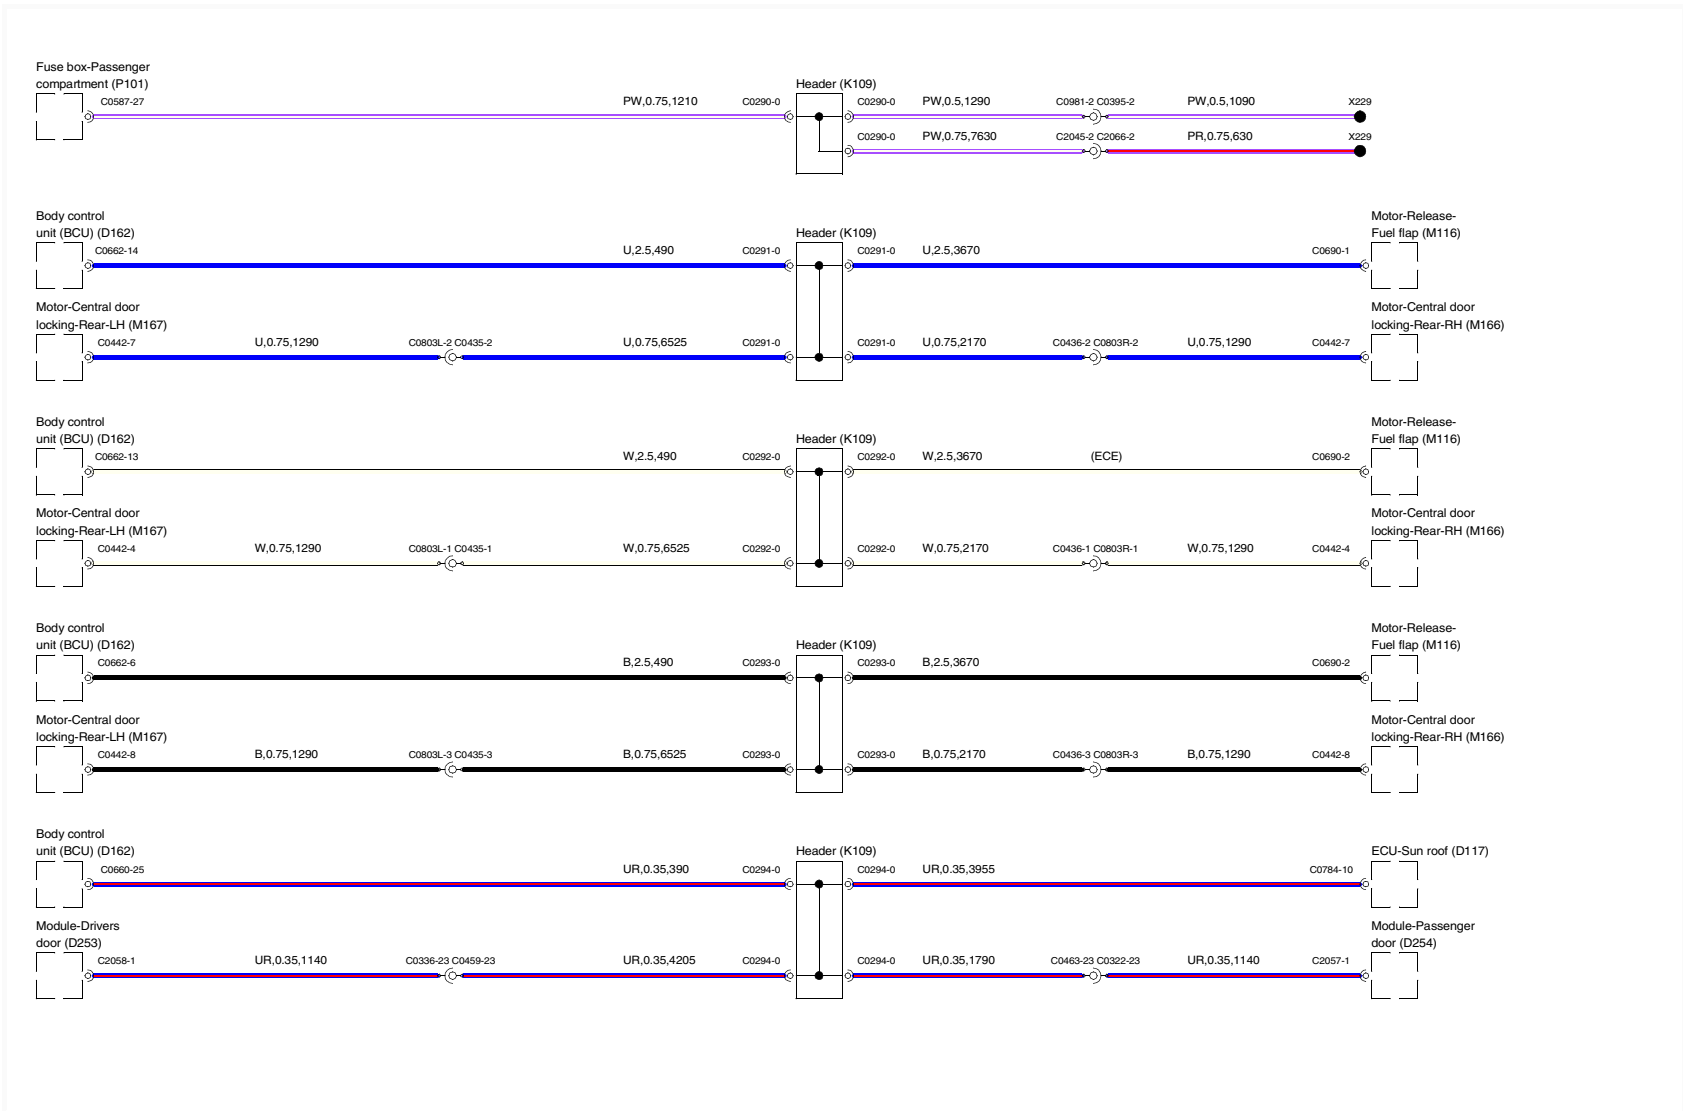 Fuse box-Passenger
compartment (P101)
Header (K109)
C0587-27 PW,0.75,1210 C0290-0 C0290-0 PW,0.5,1290 C0981-2 C0395-2 PW,0.5,1090 X229
C0290-0 PW,0.75,7630 C2045-2 C2066-2 PR,0.75,630 X229
Body control
unit (BCU) (D162)
Header (K109)
Motor-Release-
Fuel flap (M116)
C0662-14 U,2.5,490 C0291-0 C0291-0 U,2.5,3670 C0690-1
Motor-Central door
locking-Rear-LH (M167)
Motor-Central door
locking-Rear-RH (M166)
C0442-7 U,0.75,1290 C0803L-2 C0435-2 U,0.75,6525 C0291-0 C0291-0 U,0.75,2170 C0436-2 C0803R-2 U,0.75,1290 C0442-7
Body control
unit (BCU) (D162)
Header (K109)
Motor-Release-
Fuel flap (M116)
C0662-13 W,2.5,490 C0292-0 C0292-0 W,2.5,3670 (ECE) C0690-2
Motor-Central door
locking-Rear-LH (M167)
Motor-Central door
locking-Rear-RH (M166)
C0442-4 W,0.75,1290 C0803L-1 C0435-1 W,0.75,6525 C0292-0 C0292-0 W,0.75,2170 C0436-1 C0803R-1 W,0.75,1290 C0442-4
Body control
unit (BCU) (D162)
Header (K109)
Motor-Release-
Fuel flap (M116)
C0662-6 B,2.5,490 C0293-0 C0293-0 B,2.5,3670 C0690-2
Motor-Central door
locking-Rear-LH (M167)
Motor-Central door
locking-Rear-RH (M166)
C0442-8 B,0.75,1290 C0803L-3 C0435-3 B,0.75,6525 C0293-0 C0293-0 B,0.75,2170 C0436-3 C0803R-3 B,0.75,1290 C0442-8
Body control
unit (BCU) (D162)
Header (K109)
ECU-Sun roof (D117)
C0660-25 UR,0.35,390 C0294-0 C0294-0 UR,0.35,3955 C0784-10
Module-Drivers
door (D253)
Module-Passenger
door (D254)
C2058-1 UR,0.35,1140 C0336-23 C0459-23 UR,0.35,4205 C0294-0 C0294-0 UR,0.35,1790 C0463-23 C0322-23 UR,0.35,1140 C2057-1